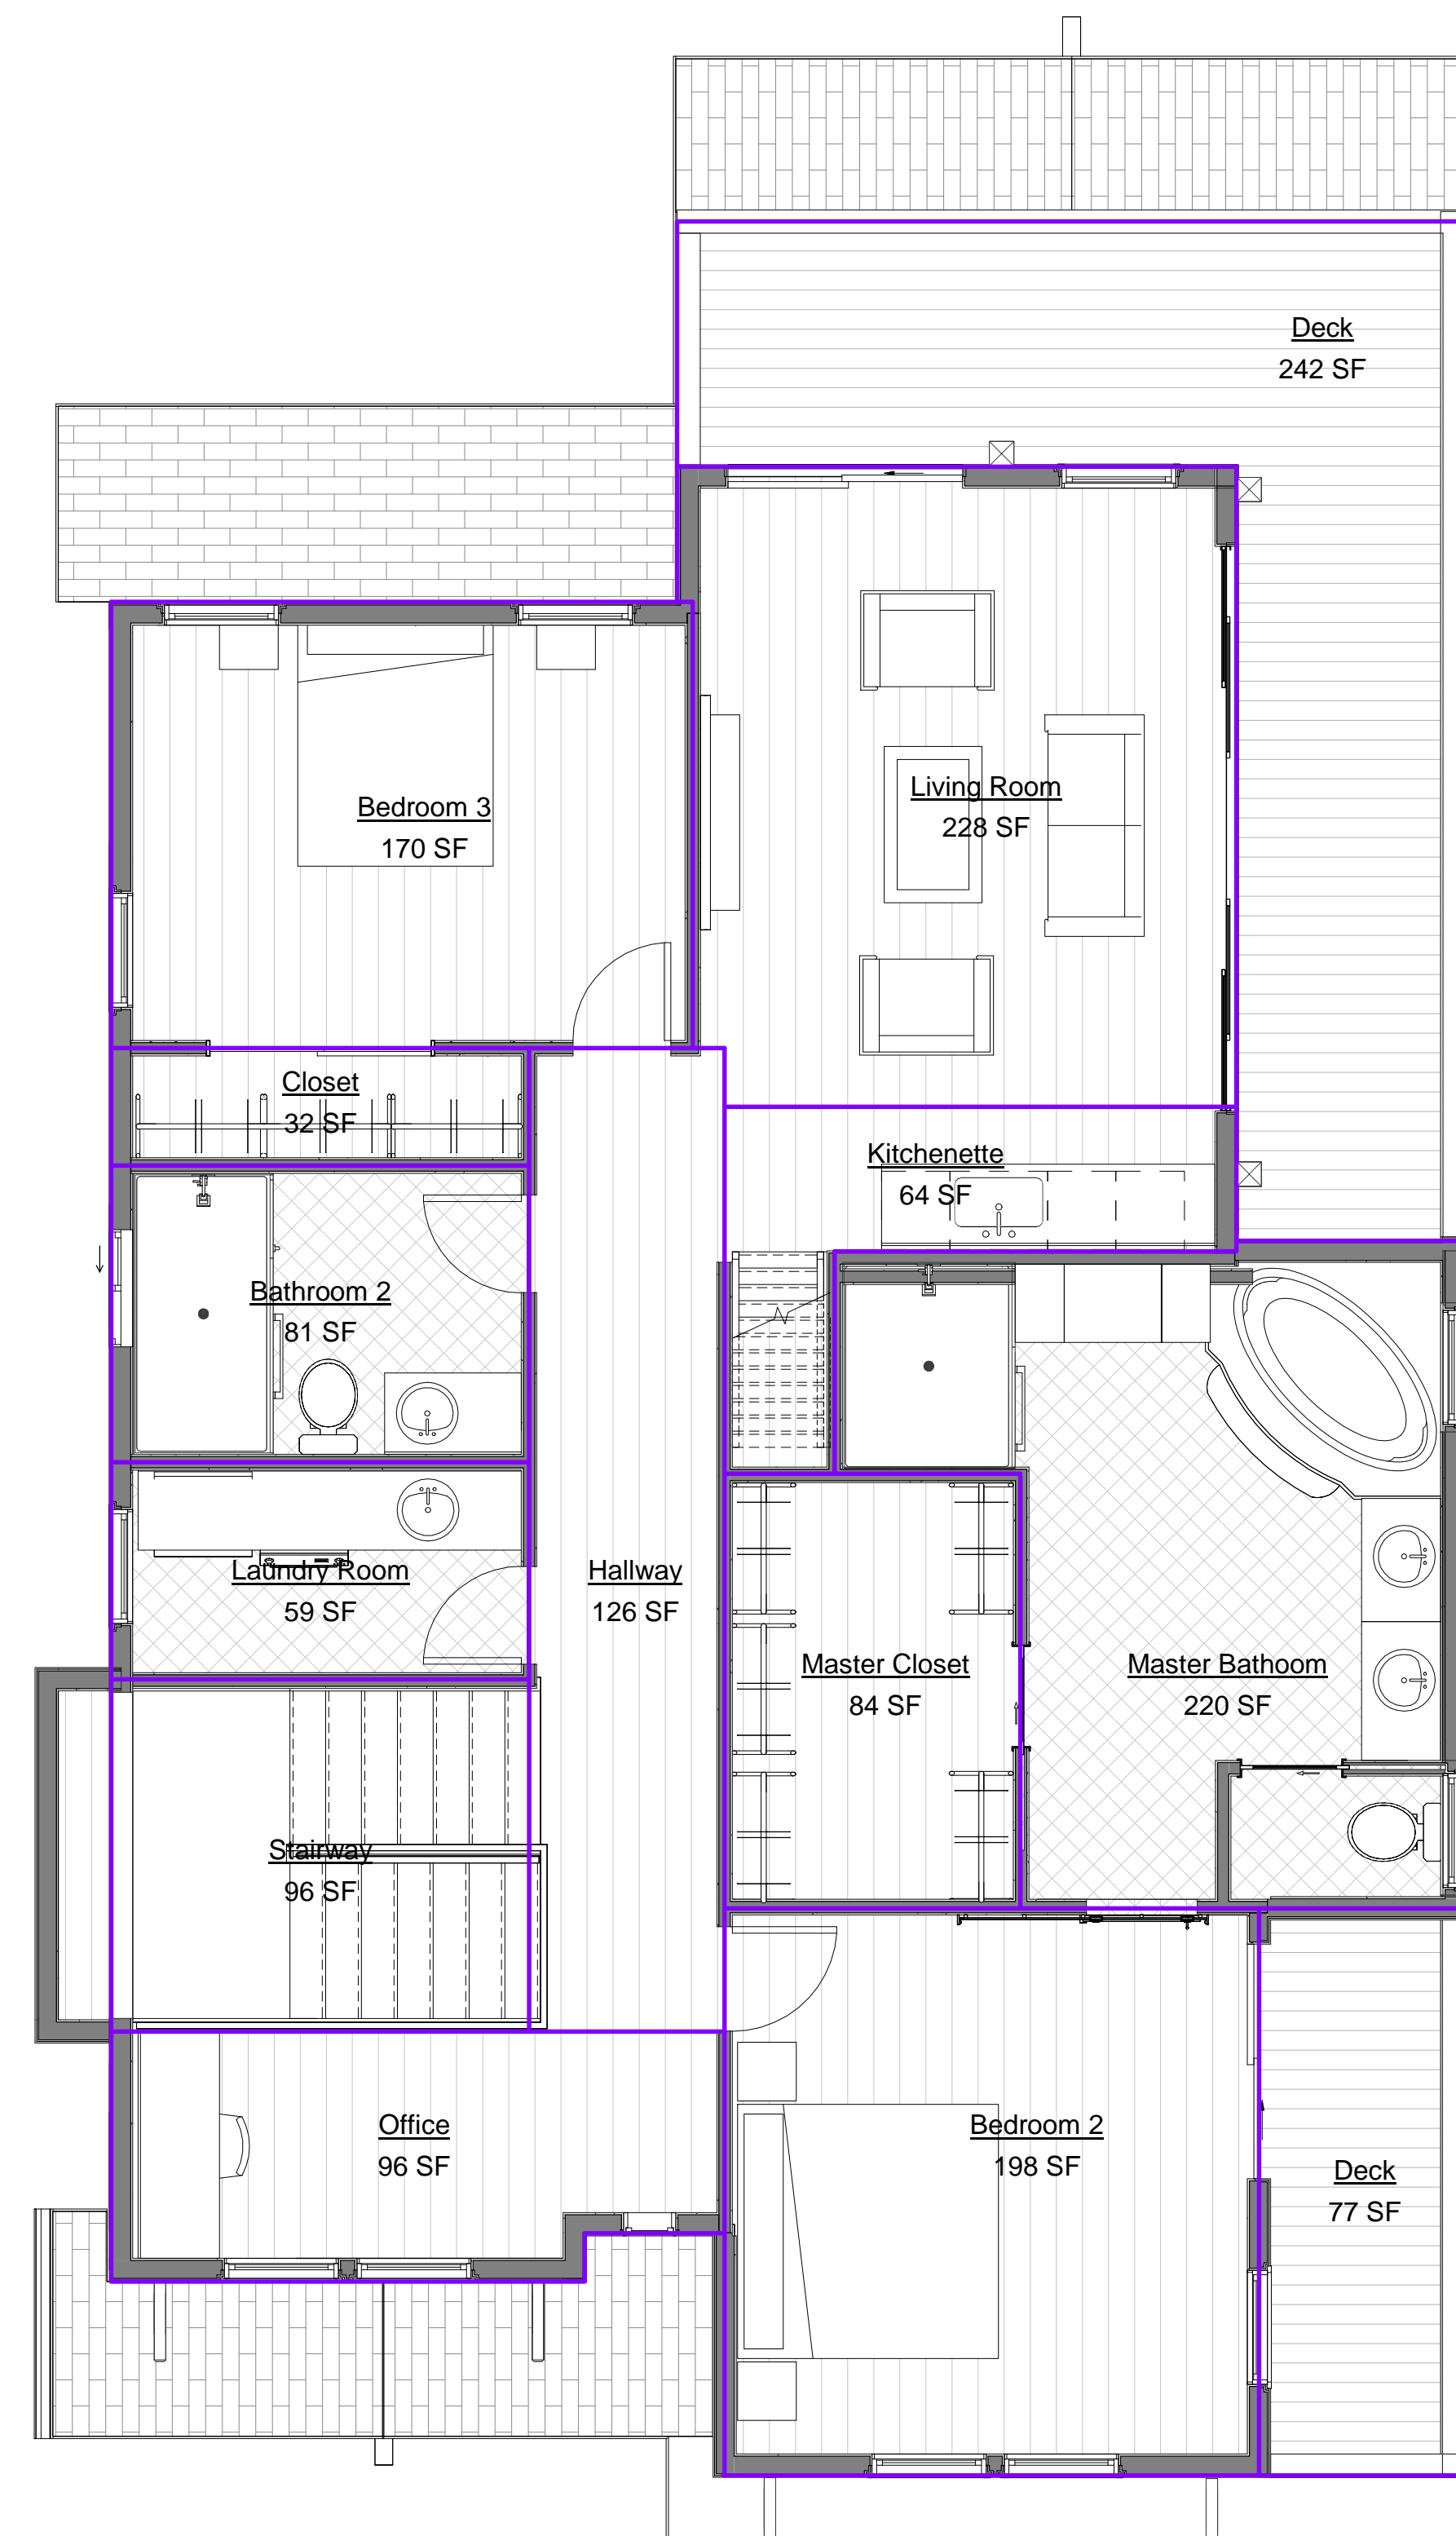 Deck
242 SF
Living Room
228 SF
Bedroom 3
170 SF
Closet
32 SF
Kitchenette
64 SF
Bathroom 2
81 SF
Laundry Room
59 SF
Hallway
126 SF
Master Closet
84 SF
Master Bathoom
220 SF
Stairway
96 SF
Office
96 SF
Bedroom 2
198 SF
Deck
77 SF